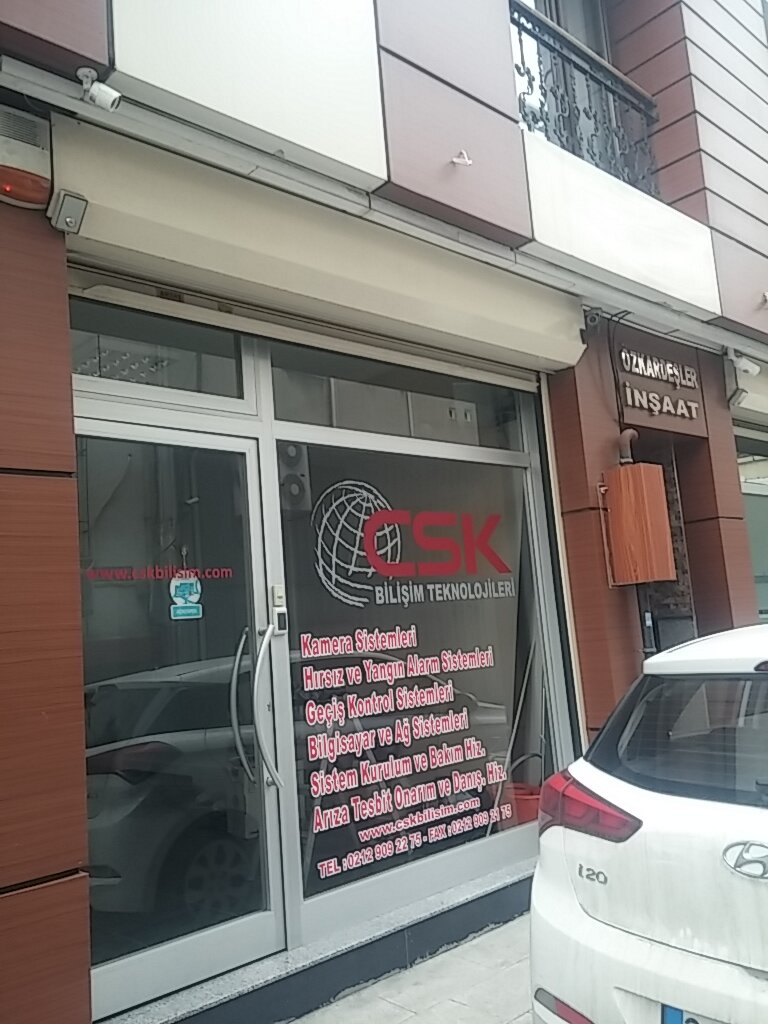 ÖZKARDEŞLER
İNŞAAT
www.cskbilisim.com
CSK
BİLİŞİM TEKNOLOJİLERİ
Kamera Sistemleri
Hırsız ve Yangın Alarm Sistemleri
Geçiş Kontrol Sistemleri
Bilgisayar ve Ağ Sistemleri
Sistem Kurulum ve Bakım Hiz.
Arıza Tesbit Onarım ve Danış. Hiz.
www.cskbilisim.com
TEL : 0212 909 22 75 - FAX : 0212 909 21 75
i20